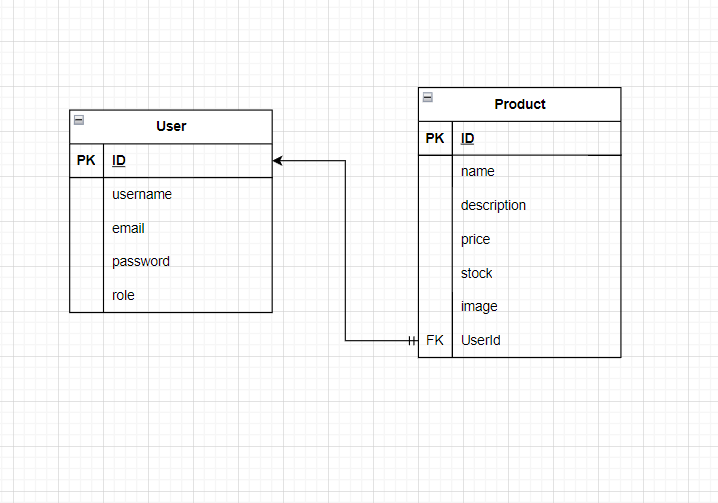 User
PK ID
username
email
password
role
Product
PK ID
name
description
price
stock
image
FK UserId